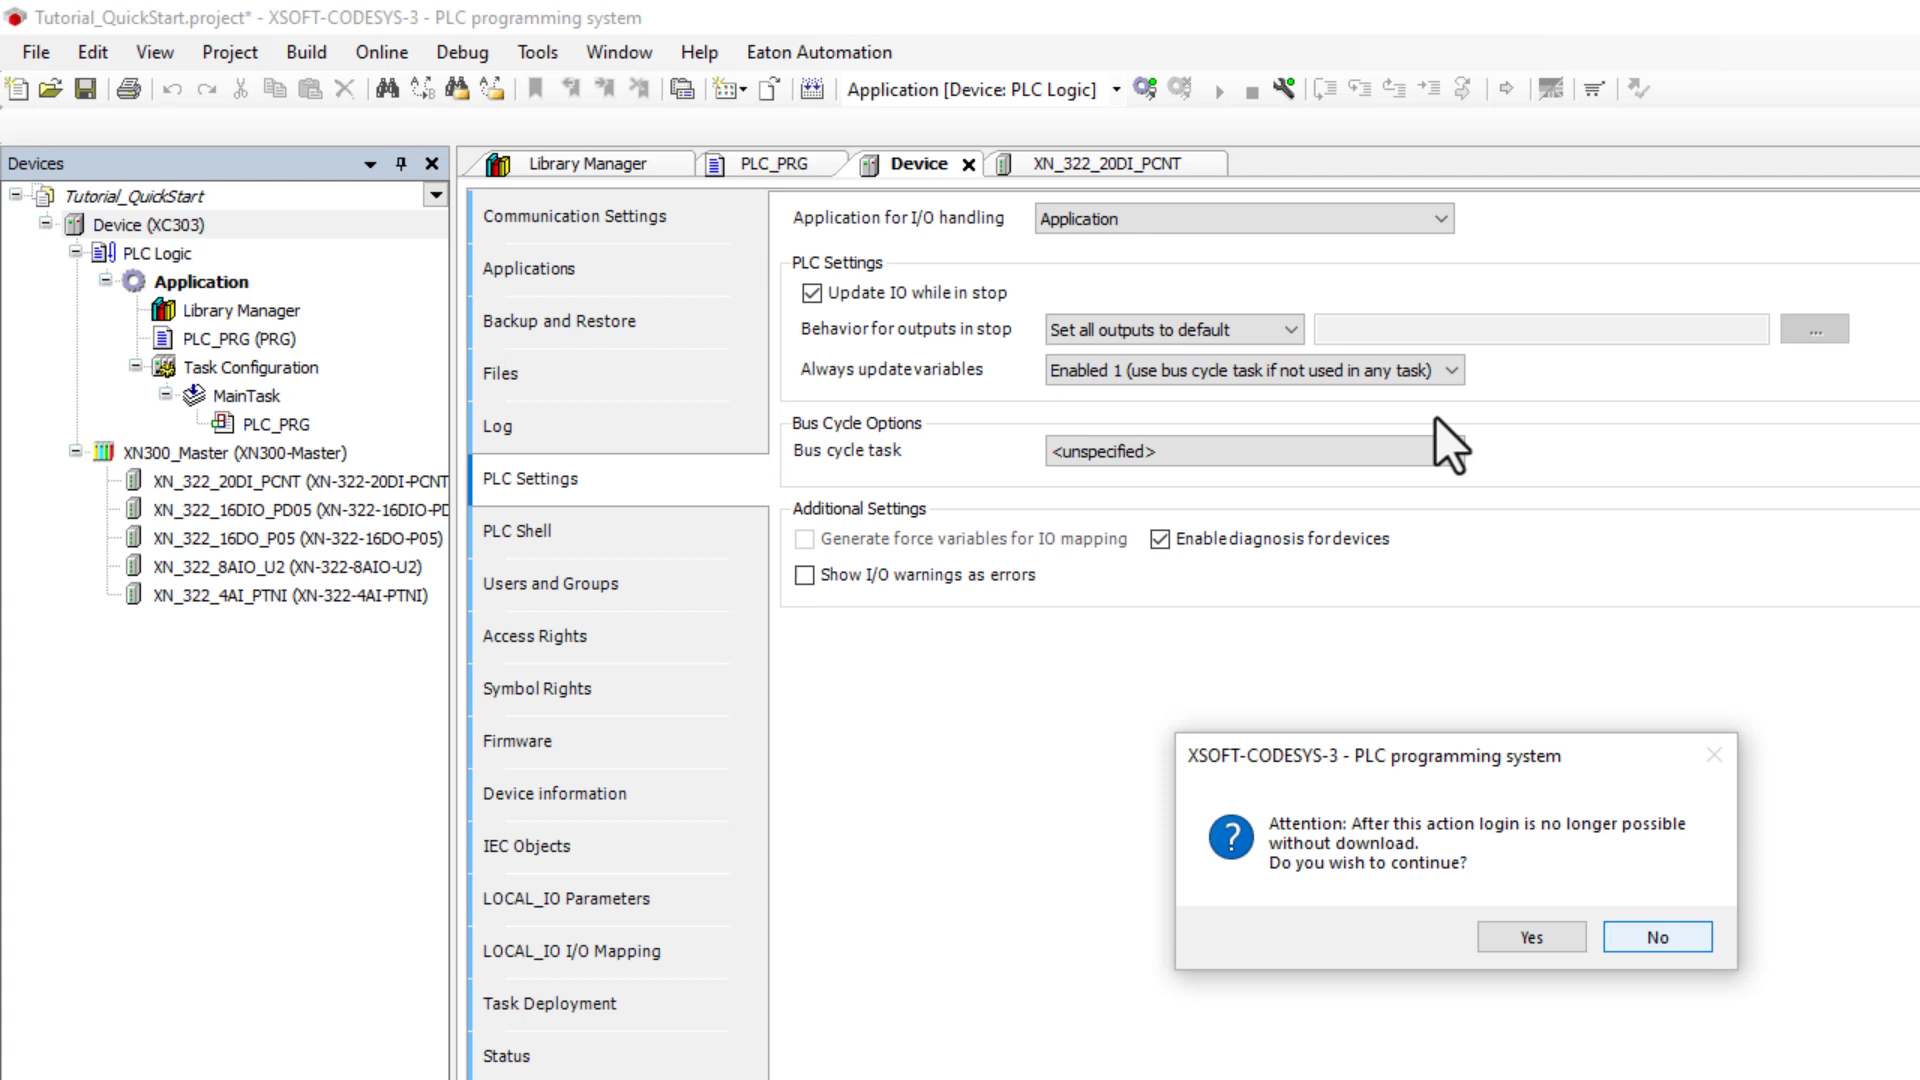 Tutorial_QuickStart.project* - XSOFT-CODESYS-3 - PLC programming system
File Edit View Project Build Online Debug Tools Window Help Eaton Automation
Application [Device: PLC Logic]
Devices
Tutorial_QuickStart
Device (XC303)
PLC Logic
Application
Library Manager
PLC_PRG (PRG)
Task Configuration
MainTask
PLC_PRG
XN300_Master (XN300-Master)
XN_322_20DI_PCNT (XN-322-20DI-PCNT
XN_322_16DIO_PD05 (XN-322-16DIO-PD
XN_322_16DO_P05 (XN-322-16DO-P05)
XN_322_8AIO_U2 (XN-322-8AIO-U2)
XN_322_4AI_PTNI (XN-322-4AI-PTNI)
Library Manager PLC_PRG Device XN_322_20DI_PCNT
Communication Settings
Applications
Backup and Restore
Files
Log
PLC Settings
PLC Shell
Users and Groups
Access Rights
Symbol Rights
Firmware
Device information
IEC Objects
LOCAL_IO Parameters
LOCAL_IO I/O Mapping
Task Deployment
Status
Application for I/O handling Application
PLC Settings
Update IO while in stop
Behavior for outputs in stop Set all outputs to default ...
Always update variables Enabled 1 (use bus cycle task if not used in any task)
Bus Cycle Options
Bus cycle task <unspecified>
Additional Settings
Generate force variables for IO mapping Enable diagnosis for devices
Show I/O warnings as errors
XSOFT-CODESYS-3 - PLC programming system
Attention: After this action login is no longer possible
without download.
Do you wish to continue?
Yes No